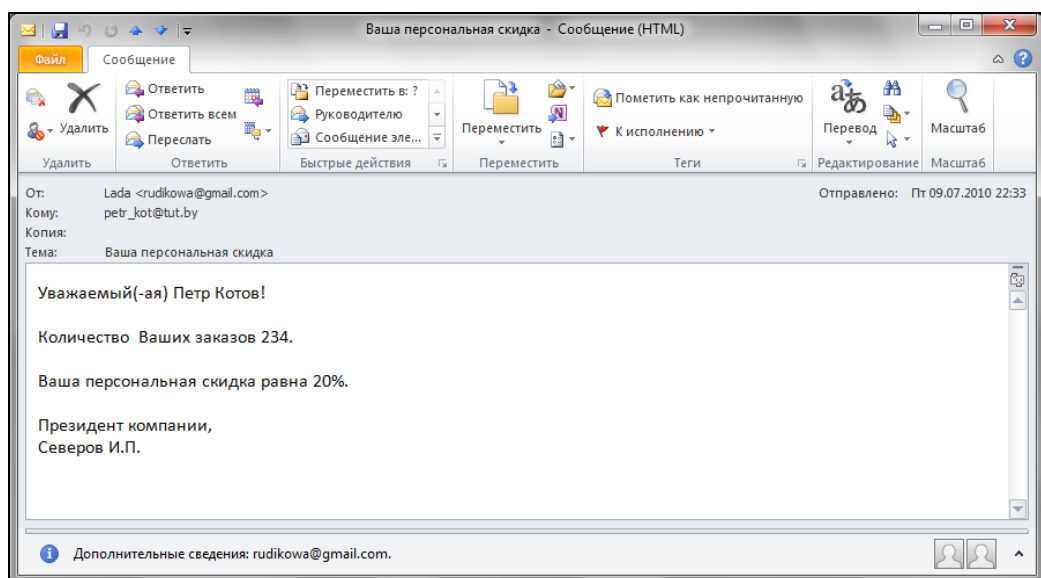 Ваша персональная скидка - Сообщение (HTML)
Файл Сообщение
Удалить
Ответить
Ответить всем
Переслать
Переместить в: ?
Руководителю
Сообщение эле...
Переместить
Пометить как непрочитанную
К исполнению
Перевод
Масштаб
Удалить Ответить Быстрые действия Переместить Теги Редактирование Масштаб
От: Lada <rudikowa@gmail.com> Отправлено: Пт 09.07.2010 22:33
Кому: petr_kot@tut.by
Копия:
Тема: Ваша персональная скидка
Уважаемый(-ая) Петр Котов!
Количество Ваших заказов 234.
Ваша персональная скидка равна 20%.
Президент компании,
Северов И.П.
Дополнительные сведения: rudikowa@gmail.com.